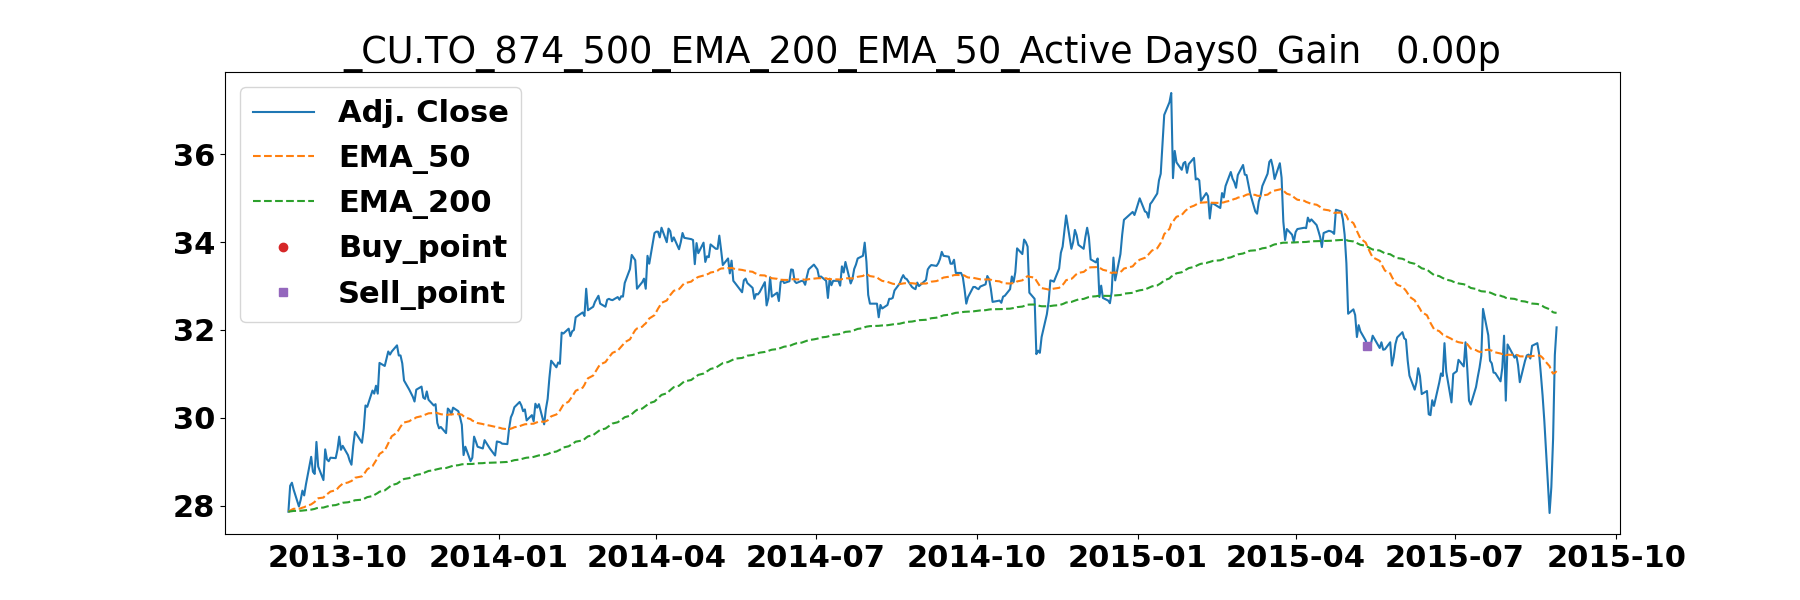 _CU.TO_874_500_EMA_200_EMA_50_Active Days0_Gain   0.00p
Adj. Close
EMA_50
EMA_200
Buy_point
Sell_point
36
34
32
30
28
2013-10 2014-01 2014-04 2014-07 2014-10 2015-01 2015-04 2015-07 2015-10